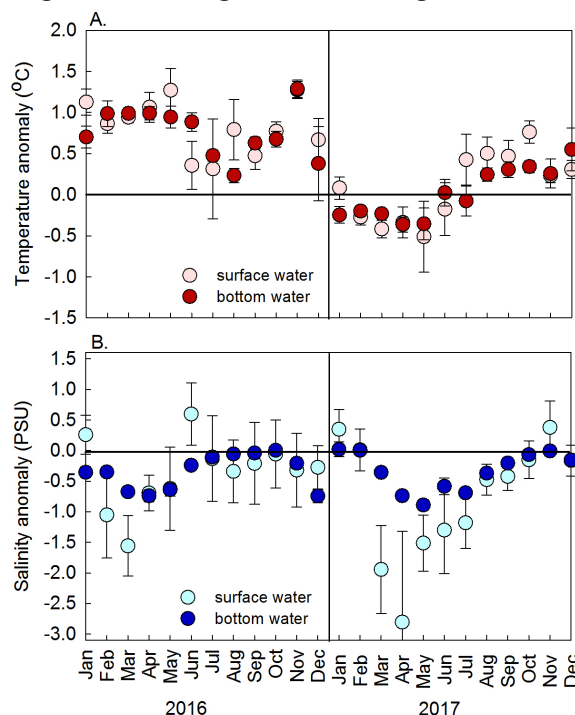 A.
2.0
1.5
1.0
0.5
0.0
-0.5
-1.0
-1.5
Temperature anomaly (°C)
surface water
bottom water
B.
1.5
1.0
0.5
0.0
-0.5
-1.0
-1.5
-2.0
-2.5
-3.0
Salinity anomaly (PSU)
surface water
bottom water
Jan Feb Mar Apr May Jun Jul Aug Sep Oct Nov Dec Jan Feb Mar Apr May Jun Jul Aug Sep Oct Nov Dec
2016 2017